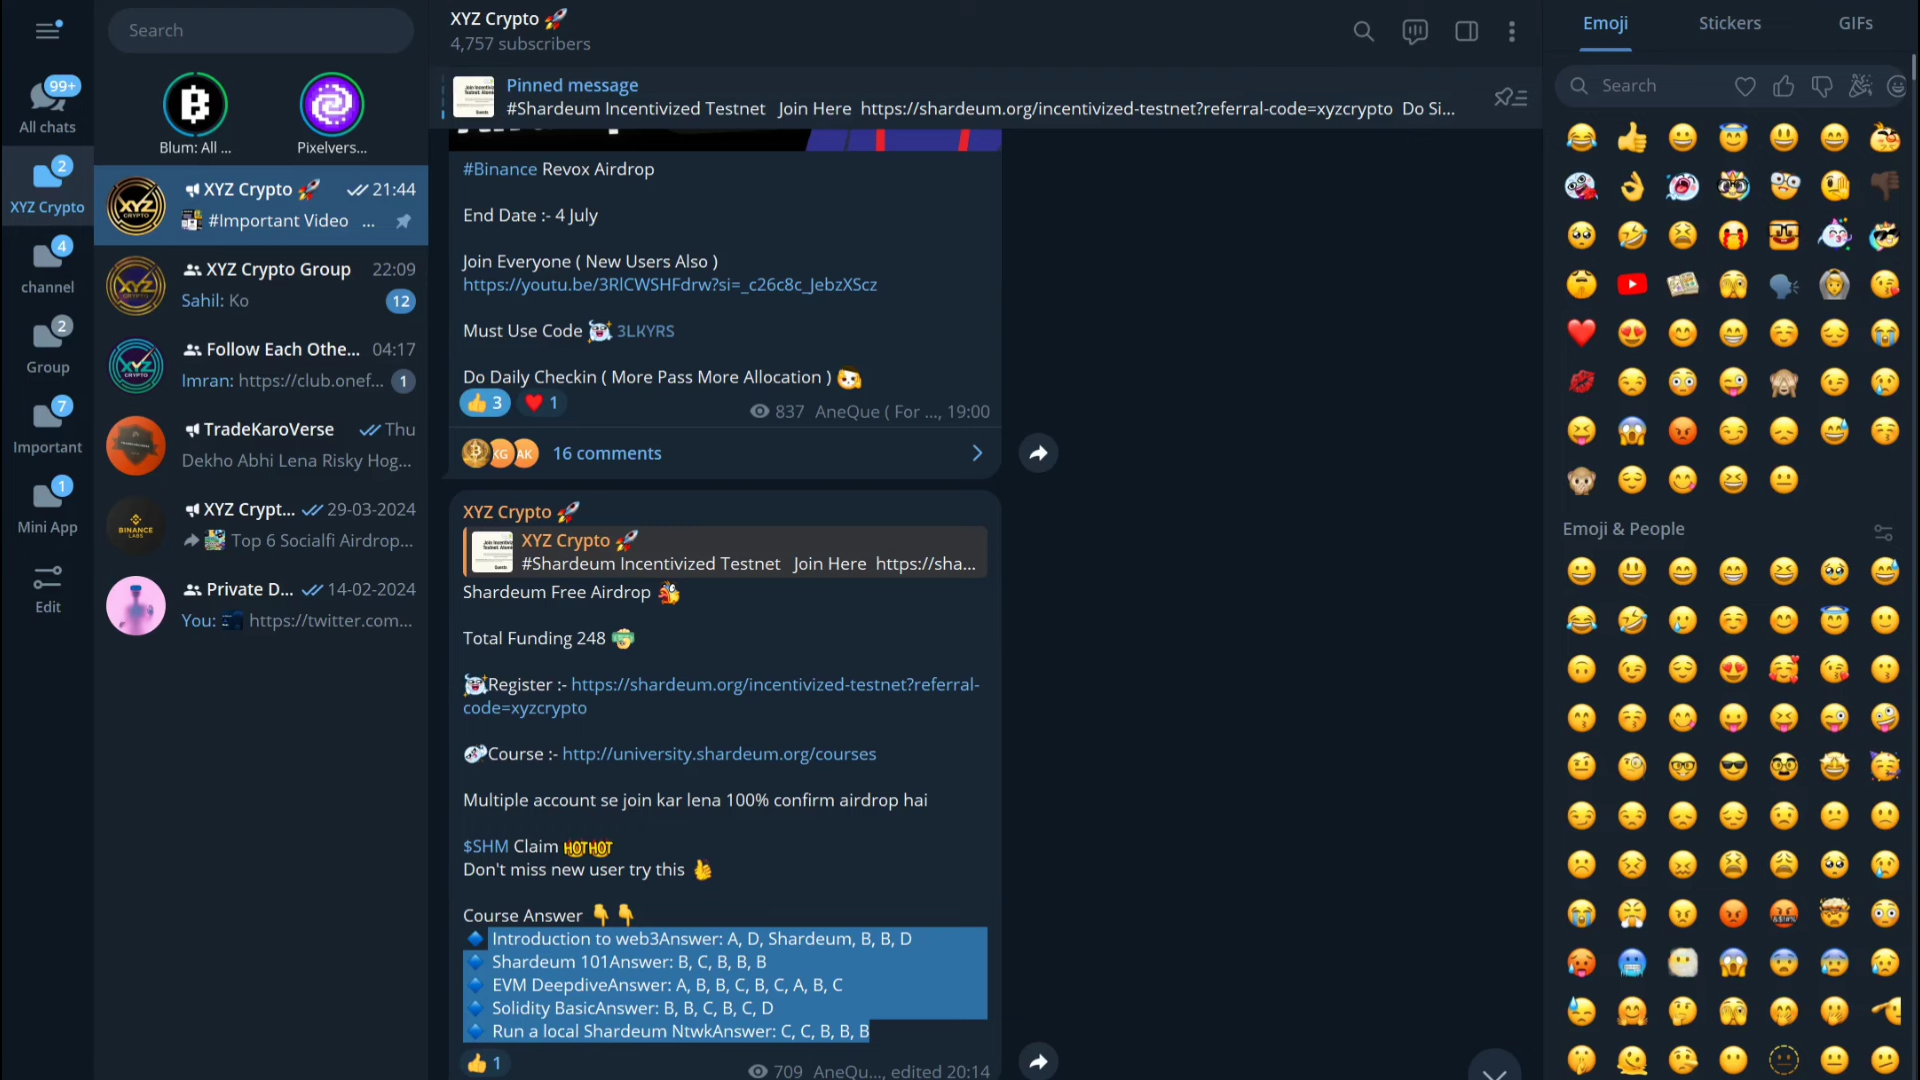 99+
All chats
2
XYZ Crypto
4
channel
2
Group
7
Important
1
Mini App
Edit
Search
Blum: All ...
Pixelvers...
XYZ Crypto 🚀 21:44
#Important Video ...
XYZ Crypto Group 22:09
Sahil: Ko 12
Follow Each Othe... 04:17
Imran: https://club.onef... 1
TradeKaroVerse Thu
Dekho Abhi Lena Risky Hog...
XYZ Crypt... 29-03-2024
Top 6 Socialfi Airdrop...
Private D... 14-02-2024
You: https://twitter.com...
XYZ Crypto 🚀
4,757 subscribers
Pinned message
#Shardeum Incentivized Testnet Join Here https://shardeum.org/incentivized-testnet?referral-code=xyzcrypto Do Si...
#Binance Revox Airdrop
End Date :- 4 July
Join Everyone ( New Users Also )
https://youtu.be/3RlCWSHFdrw?si=_c26c8c_JebzXScz
Must Use Code 3LKYRS
Do Daily Checkin ( More Pass More Allocation )
👍 3 ❤️ 1 837 AneQue ( For ..., 19:00
KG AK 16 comments
XYZ Crypto 🚀
XYZ Crypto 🚀
#Shardeum Incentivized Testnet Join Here https://sha...
Shardeum Free Airdrop
Total Funding 248
Register :- https://shardeum.org/incentivized-testnet?referral-
code=xyzcrypto
Course :- http://university.shardeum.org/courses
Multiple account se join kar lena 100% confirm airdrop hai
$SHM Claim HOT HOT
Don't miss new user try this
Course Answer 👇👇
🔷 Introduction to web3Answer: A, D, Shardeum, B, B, D
🔷 Shardeum 101Answer: B, C, B, B, B
🔷 EVM DeepdiveAnswer: A, B, B, C, B, C, A, B, C
🔷 Solidity BasicAnswer: B, B, C, B, C, D
🔷 Run a local Shardeum NtwkAnswer: C, C, B, B, B
👍 1 709 AneQu..., edited 20:14
Emoji Stickers GIFs
Search
Emoji & People